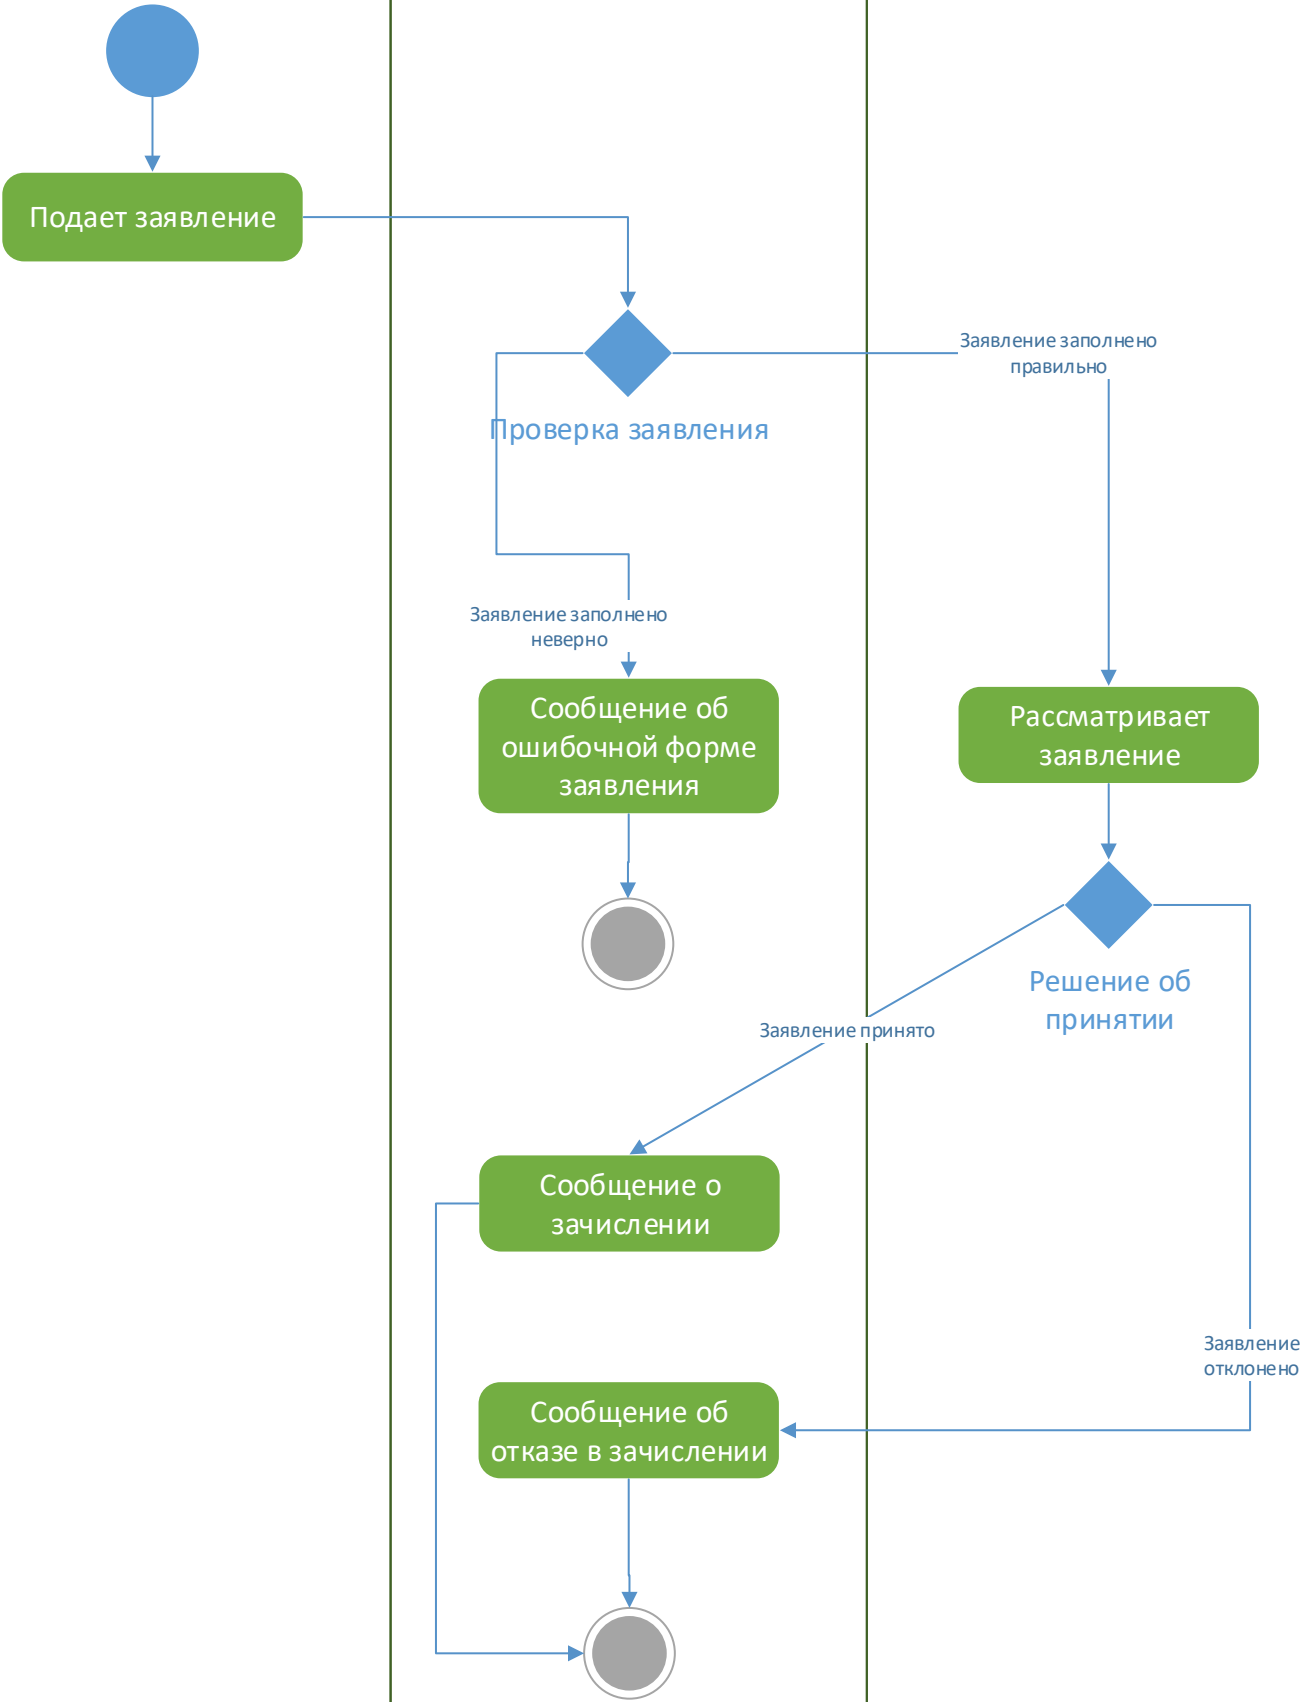 Подает заявление
Заявление заполнено
правильно
Проверка заявления
Заявление заполнено
неверно
Сообщение об
ошибочной форме
заявления
Рассматривает
заявление
Решение об
принятии
Заявление принято
Сообщение о
зачислении
Заявление
отклонено
Сообщение об
отказе в зачислении